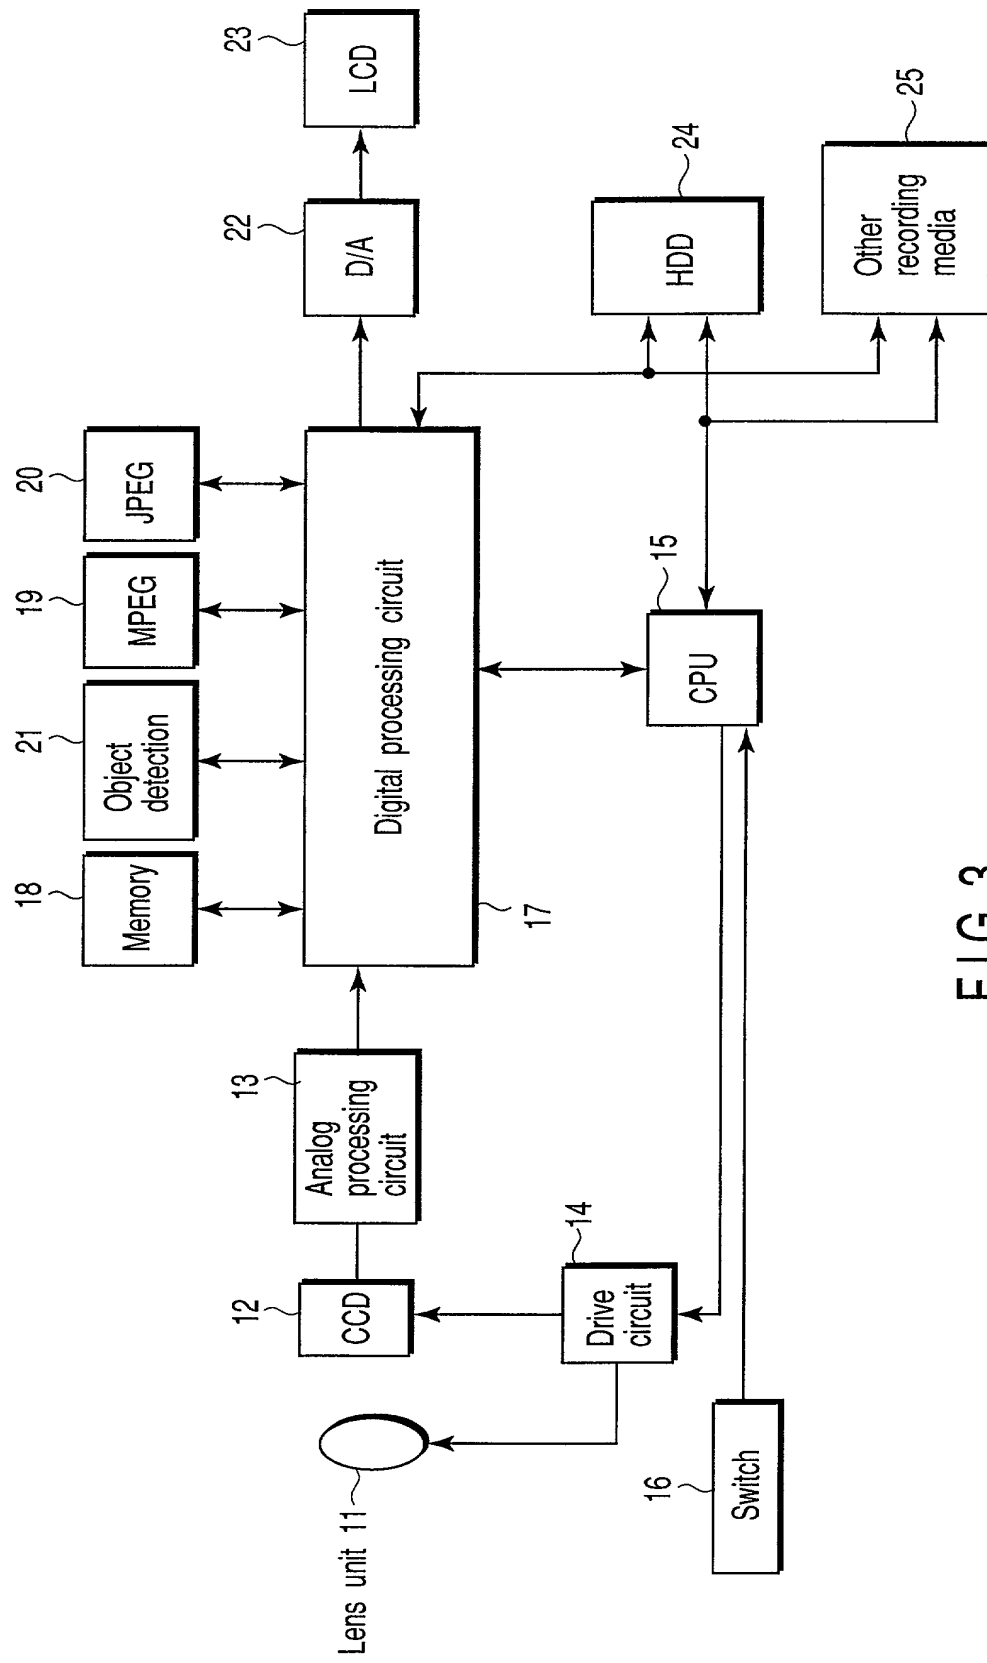 20
JPEG
19
MPEG
21
Object
detection
18
Memory
23
LCD
22
D/A
Digital processing circuit
17
13
Analog
processing
circuit
12
CCD
Lens unit 11
14
Drive
circuit
15
CPU
16
Switch
24
HDD
25
Other
recording
media
FIG. 3